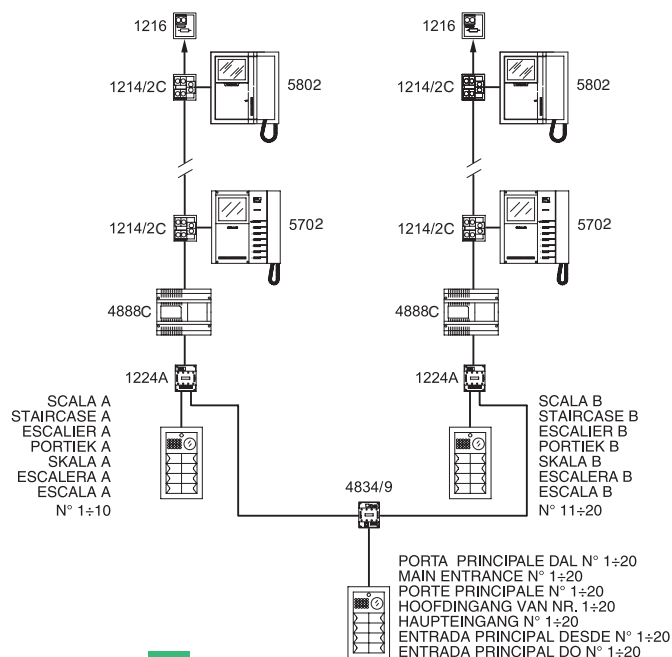 1216
1216
1214/2C
5802
1214/2C
5802
1214/2C
5702
1214/2C
5702
4888C
4888C
1224A
1224A
SCALA A
STAIRCASE A
ESCALIER A
PORTIEK A
SKALA A
ESCALERA A
ESCALA A
N° 1÷10
SCALA B
STAIRCASE B
ESCALIER B
PORTIEK B
SKALA B
ESCALERA B
ESCALA B
N° 11÷20
4834/9
PORTA PRINCIPALE DAL N° 1÷20
MAIN ENTRANCE N° 1÷20
PORTE PRINCIPALE N° 1÷20
HOOFDINGANG VAN NR. 1÷20
HAUPTEINGANG N° 1÷20
ENTRADA PRINCIPAL DESDE N° 1÷20
ENTRADA PRINCIPAL DO N° 1÷20